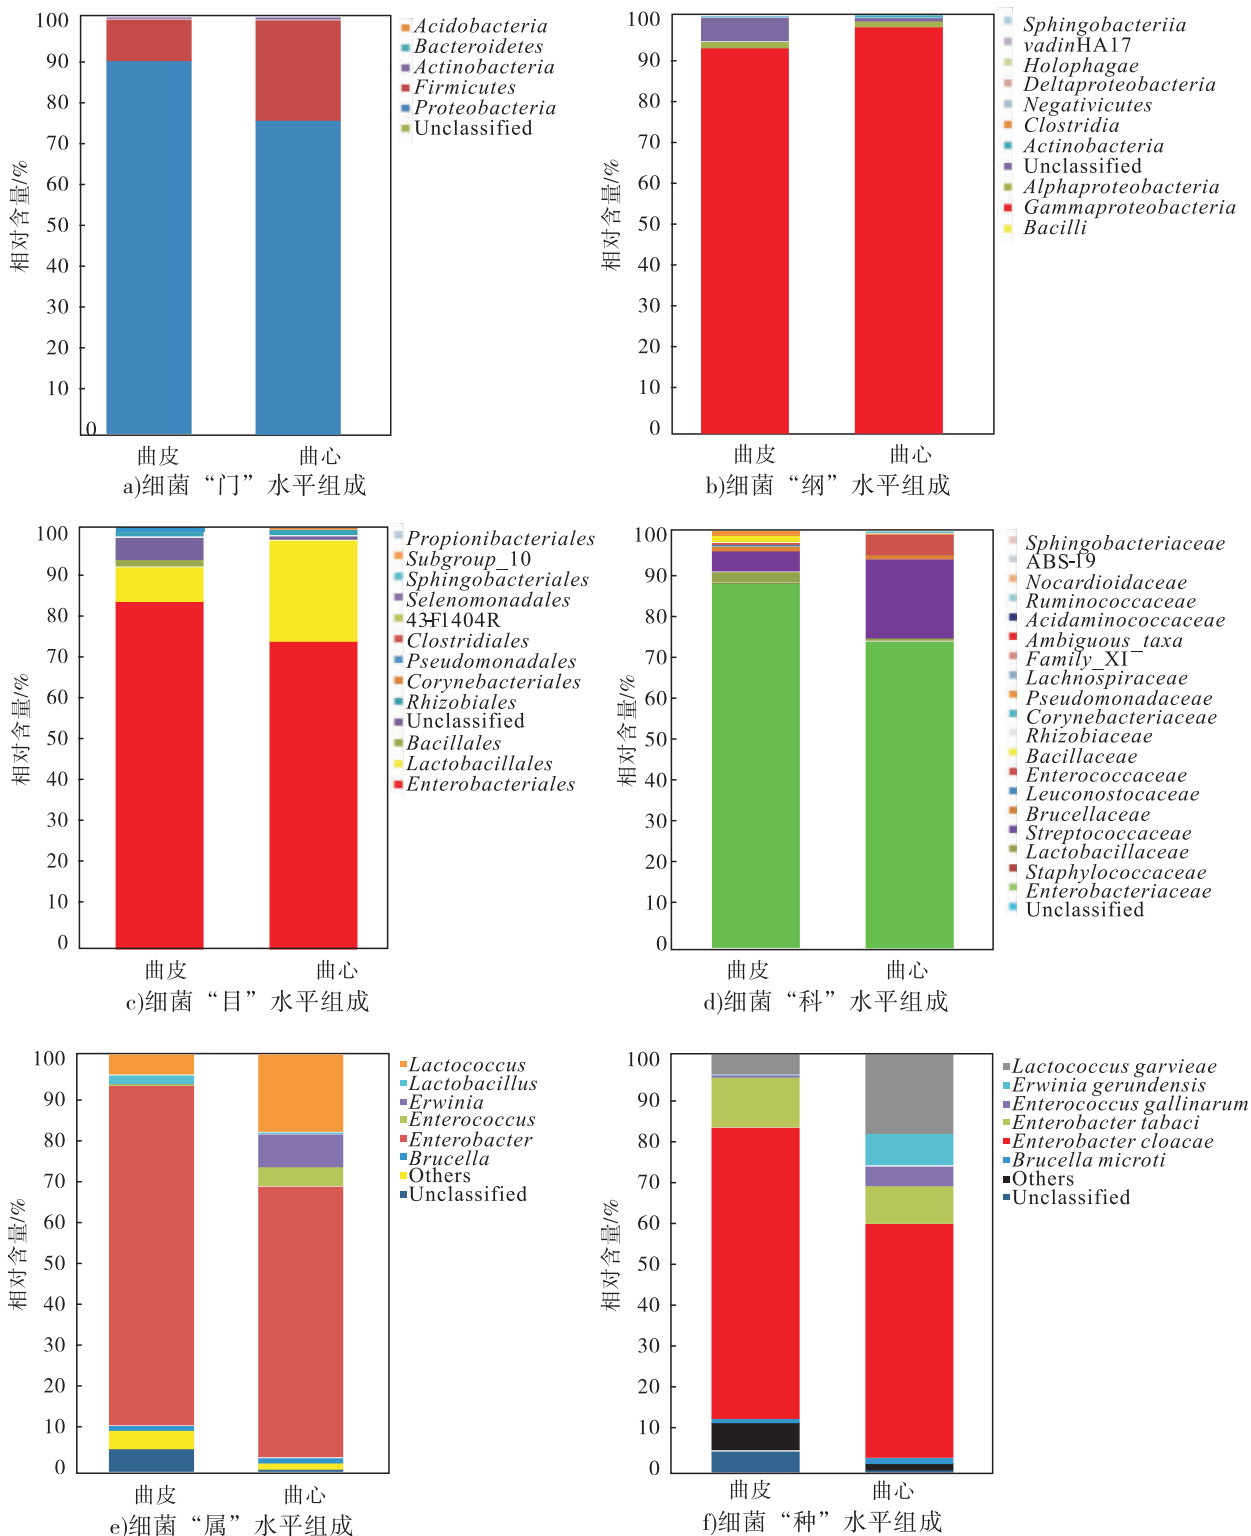 100
90
80
70
60
50
40
30
20
10
0
相对含量/%
曲皮
曲心
a)细菌“门”水平组成
Acidobacteria
Bacteroidetes
Actinobacteria
Firmicutes
Proteobacteria
Unclassified
100
90
80
70
60
50
40
30
20
10
0
相对含量/%
曲皮
曲心
b)细菌“纲”水平组成
Sphingobacteriia
vadinHA17
Holophagae
Deltaproteobacteria
Negativicutes
Clostridia
Actinobacteria
Unclassified
Alphaproteobacteria
Gammaproteobacteria
Bacilli
100
90
80
70
60
50
40
30
20
10
0
相对含量/%
曲皮
曲心
c)细菌“目”水平组成
Propionibacteriales
Subgroup_10
Sphingobacteriales
Selenomonadales
43F1404R
Clostridiales
Pseudomonadales
Corynebacteriales
Rhizobiales
Unclassified
Bacillales
Lactobacillales
Enterobacteriales
100
90
80
70
60
50
40
30
20
10
0
相对含量/%
曲皮
曲心
d)细菌“科”水平组成
Sphingobacteriaceae
ABS-19
Nocardioidaceae
Ruminococcaceae
Acidaminococcaceae
Ambiguous_taxa
Family_XI
Lachnospiraceae
Pseudomonadaceae
Corynebacteriaceae
Rhizobiaceae
Bacillaceae
Enterococcaceae
Leuconostocaceae
Brucellaceae
Streptococcaceae
Lactobacillaceae
Staphylococcaceae
Enterobacteriaceae
Unclassified
100
90
80
70
60
50
40
30
20
10
0
相对含量/%
曲皮
曲心
e)细菌“属”水平组成
Lactococcus
Lactobacillus
Erwinia
Enterococcus
Enterobacter
Brucella
Others
Unclassified
100
90
80
70
60
50
40
30
20
10
0
相对含量/%
曲皮
曲心
f)细菌“种”水平组成
Lactococcus garvieae
Erwinia gerundensis
Enterococcus gallinarum
Enterobacter tabaci
Enterobacter cloacae
Brucella microti
Others
Unclassified